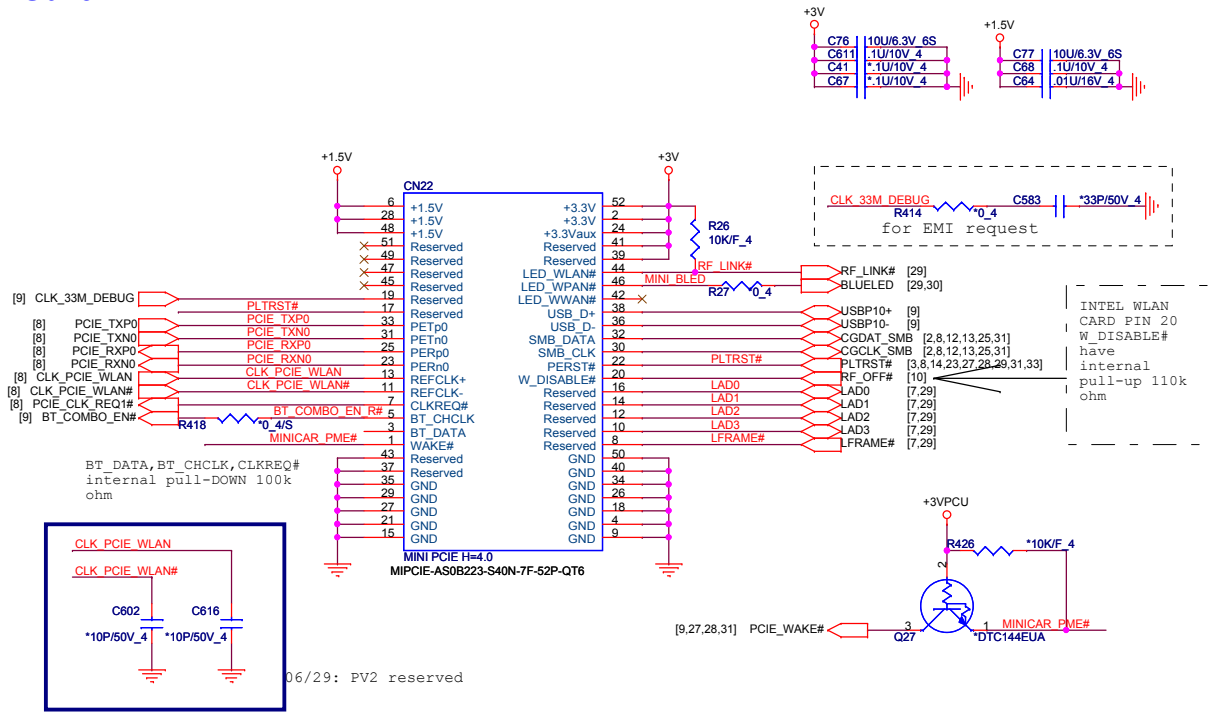 +3V
C76 10U/6.3V_6S
C611 .1U/10V_4
C41 *.1U/10V_4
C67 *.1U/10V_4
+1.5V
C77 10U/6.3V_6S
C68 .1U/10V_4
C64 .01U/16V_4
CLK_33M_DEBUG
R414 *0_4
C583 *33P/50V_4
for EMI request
+1.5V
+3V
CN22
6 +1.5V +3.3V 52
28 +1.5V +3.3V 2
48 +1.5V +3.3Vaux 24
51 Reserved Reserved 41
49 Reserved Reserved 39
47 Reserved LED_WLAN# 44
45 Reserved LED_WPAN# 46
19 Reserved LED_WWAN# 42
17 Reserved USB_D+ 38
33 PETp0 USB_D- 36
31 PETn0 SMB_DATA 32
25 PERp0 SMB_CLK 30
23 PERn0 PERST# 22
13 REFCLK+ W_DISABLE# 20
11 REFCLK- Reserved 16
7 CLKREQ# Reserved 14
5 BT_CHCLK Reserved 12
3 BT_DATA Reserved 10
1 WAKE# Reserved 8
43 Reserved GND 50
37 Reserved GND 40
35 GND GND 34
29 GND GND 26
27 GND GND 18
21 GND GND 4
15 GND GND 9
MINI PCIE H=4.0
MIPCIE-AS0B223-S40N-7F-52P-QT6
[9] CLK_33M_DEBUG
PLTRST#
[8] PCIE_TXP0 PCIE_TXP0
[8] PCIE_TXN0 PCIE_TXN0
[8] PCIE_RXP0 PCIE_RXP0
[8] PCIE_RXN0 PCIE_RXN0
[8] CLK_PCIE_WLAN CLK_PCIE_WLAN
[8] CLK_PCIE_WLAN# CLK_PCIE_WLAN#
[8] PCIE_CLK_REQ1#
[9] BT_COMBO_EN# BT_COMBO_EN_R#
R418 *0_4/S
MINICAR_PME#
BT_DATA,BT_CHCLK,CLKREQ#
internal pull-DOWN 100k
ohm
R26
10K/F_4
RF_LINK# RF_LINK# [29]
MINI_BLED BLUELED [29,30]
R27 *0_4
USBP10+ [9]
USBP10- [9]
CGDAT_SMB [2,8,12,13,25,31]
CGCLK_SMB [2,8,12,13,25,31]
PLTRST# PLTRST# [3,8,14,23,27,28,29,31,33]
RF_OFF# [10]
LAD0 LAD0 [7,29]
LAD1 LAD1 [7,29]
LAD2 LAD2 [7,29]
LAD3 LAD3 [7,29]
LFRAME# LFRAME# [7,29]
INTEL WLAN
CARD PIN 20
W_DISABLE#
have
internal
pull-up 110k
ohm
CLK_PCIE_WLAN
CLK_PCIE_WLAN#
C602 C616
*10P/50V_4 *10P/50V_4
06/29: PV2 reserved
+3VPCU
R426 *10K/F_4
2
[9,27,28,31] PCIE_WAKE# 3 1 MINICAR_PME#
Q27 *DTC144EUA